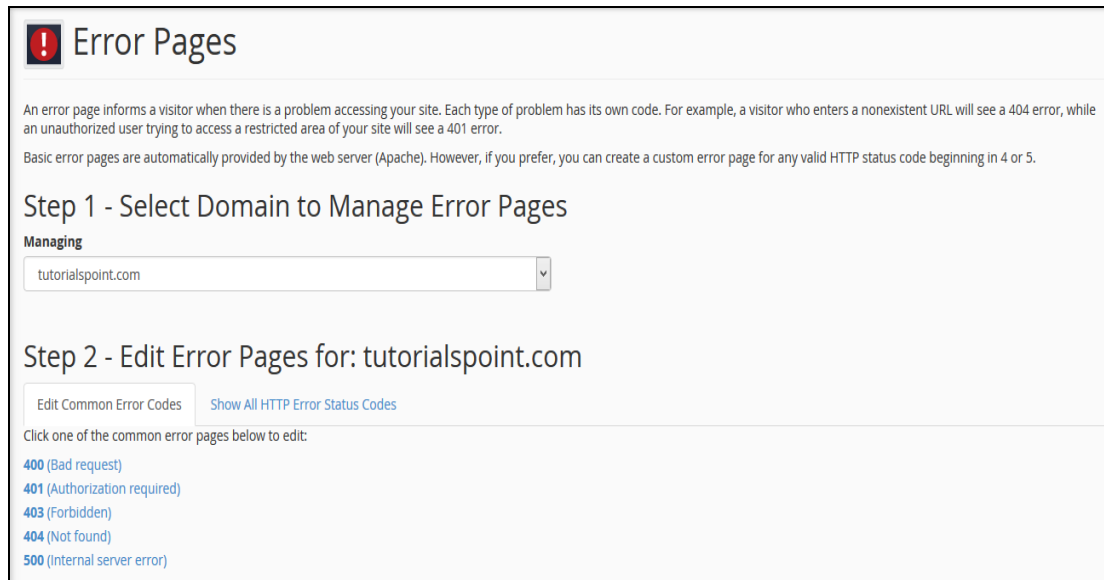 Error Pages
An error page informs a visitor when there is a problem accessing your site. Each type of problem has its own code. For example, a visitor who enters a nonexistent URL will see a 404 error, while
an unauthorized user trying to access a restricted area of your site will see a 401 error.
Basic error pages are automatically provided by the web server (Apache). However, if you prefer, you can create a custom error page for any valid HTTP status code beginning in 4 or 5.
Step 1 - Select Domain to Manage Error Pages
Managing
tutorialspoint.com
Step 2 - Edit Error Pages for: tutorialspoint.com
Edit Common Error Codes Show All HTTP Error Status Codes
Click one of the common error pages below to edit:
400 (Bad request)
401 (Authorization required)
403 (Forbidden)
404 (Not found)
500 (Internal server error)